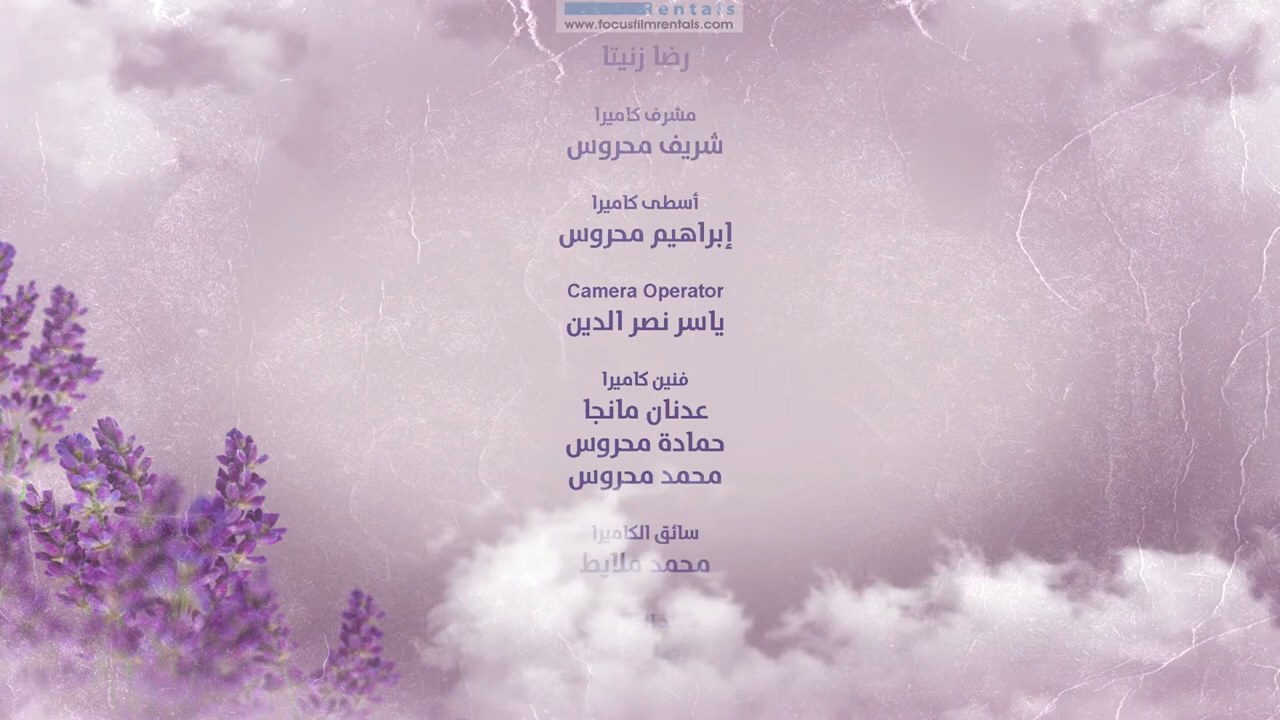 Rentals
www.focusfilmrentals.com
رضا زنيتا
مشرف كاميرا
شريف محروس
أسطى كاميرا
إبراهيم محروس
Camera Operator
ياسر نصر الدين
فنين كاميرا
عدنان مانجا
حمادة محروس
محمد محروس
سائق الكاميرا
محمد ملايط